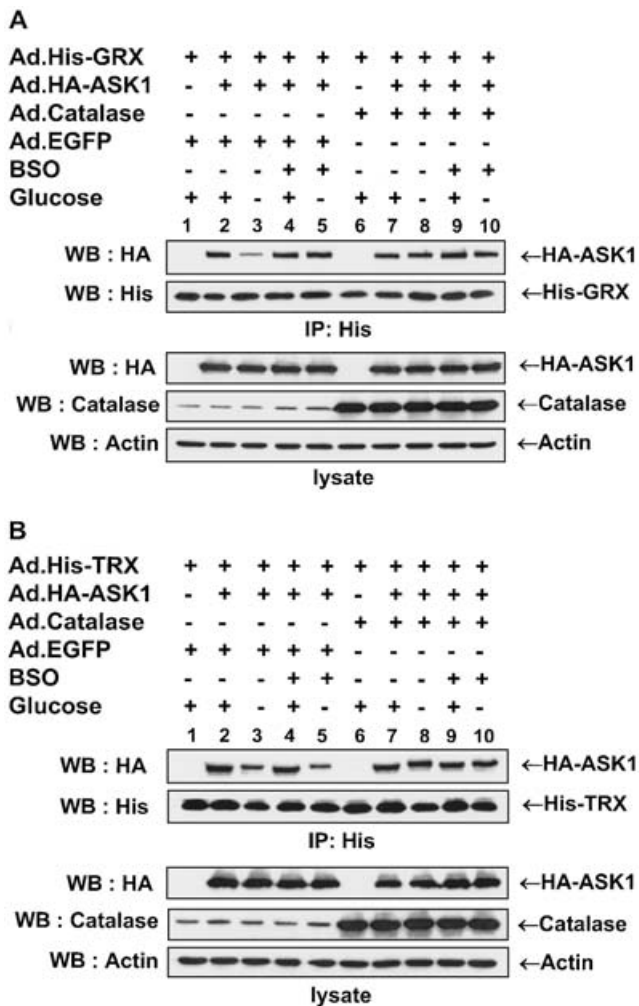 A
Ad.His-GRX + + + + + + + + + +
Ad.HA-ASK1 - + + + + - + + + +
Ad.Catalase - - - - - + + + + +
Ad.EGFP + + + + + - - - - -
BSO - - - + + - - - + +
Glucose + + - + - + + - + -
1 2 3 4 5 6 7 8 9 10
WB : HA ←HA-ASK1
WB : His ←His-GRX
IP: His
WB : HA ←HA-ASK1
WB : Catalase ←Catalase
WB : Actin ←Actin
lysate
B
Ad.His-TRX + + + + + + + + + +
Ad.HA-ASK1 - + + + + - + + + +
Ad.Catalase - - - - - + + + + +
Ad.EGFP + + + + + - - - - -
BSO - - - + + - - - + +
Glucose + + - + - + + - + -
1 2 3 4 5 6 7 8 9 10
WB : HA ←HA-ASK1
WB : His ←His-TRX
IP: His
WB : HA ←HA-ASK1
WB : Catalase ←Catalase
WB : Actin ←Actin
lysate